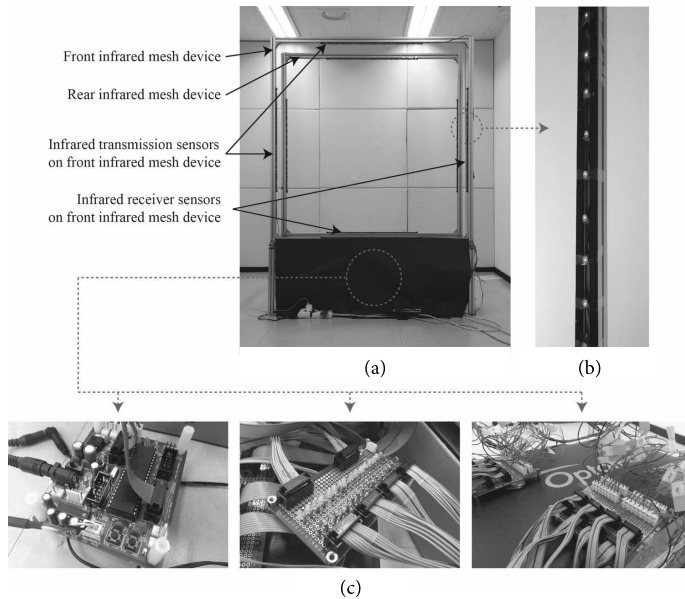 Front infrared mesh device
Rear infrared mesh device
Infrared transmission sensors
on front infrared mesh device
Infrared receiver sensors
on front infrared mesh device
(a)
(b)
Op
(c)